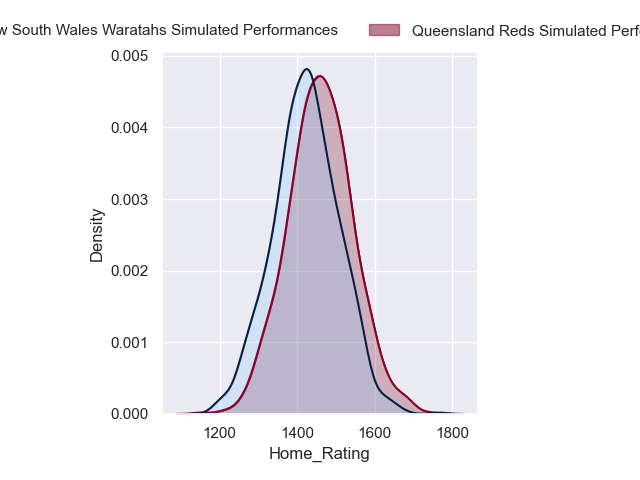 South Wales Waratahs Simulated Performances
Queensland Reds Simulated
0.005
0.004
0.003
0.002
0.001
0.000
Density
1200 1400 1600 1800
Home_Rating